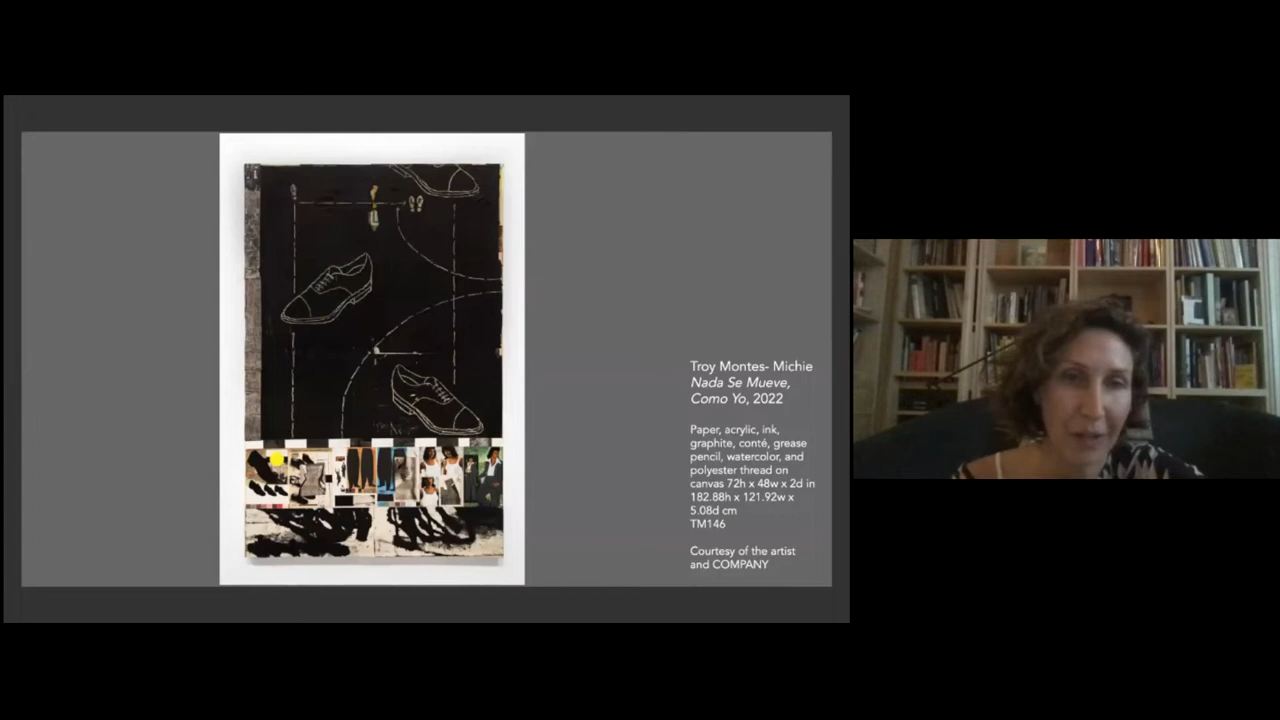 Troy Montes- Michie
Nada Se Mueve,
Como Yo, 2022
Paper, acrylic, ink,
graphite, conté, grease
pencil, watercolor, and
polyester thread on
canvas 72h x 48w x 2d in
182.88h x 121.92w x
5.08d cm
TM146
Courtesy of the artist
and COMPANY